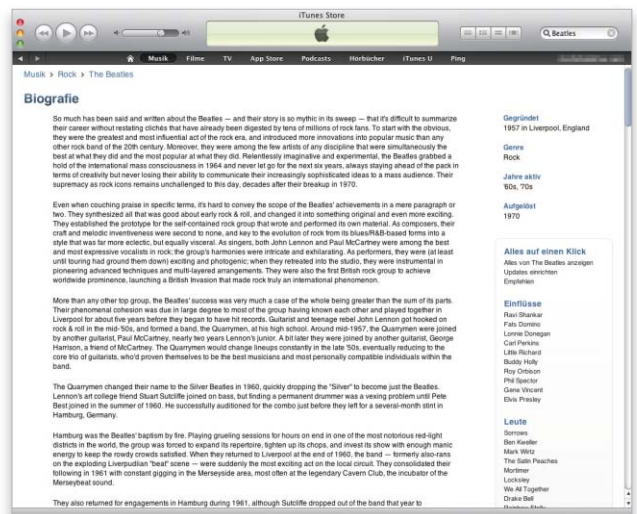 iTunes Store
Beatles
Musik Filme TV App Store Podcasts Hörbücher iTunes U Ping
Musik > Rock > The Beatles
Biografie
So much has been said and written about the Beatles — and their story is so mythic in its sweep — that it's difficult to summarize
their career without restating clichés that have already been digested by tens of millions of rock fans. To start with the obvious,
they were the greatest and most influential act of the rock era, and introduced more innovations into popular music than any
other rock band of the 20th century. Moreover, they were among the few artists of any discipline that were simultaneously the
best at what they did and the most popular at what they did. Relentlessly imaginative and experimental, the Beatles grabbed a
hold of the international mass consciousness in 1964 and never let go for the next six years, always staying ahead of the pack in
terms of creativity but never losing their ability to communicate their increasingly sophisticated ideas to a mass audience. Their
supremacy as rock icons remains unchallenged to this day, decades after their breakup in 1970.
Even when couching praise in specific terms, it's hard to convey the scope of the Beatles' achievements in a mere paragraph or
two. They synthesized all that was good about early rock & roll, and changed it into something original and even more exciting.
They established the prototype for the self-contained rock group that wrote and performed its own material. As composers, their
craft and melodic inventiveness were second to none, and key to the evolution of rock from its blues/R&B-based forms into a
style that was far more eclectic, but equally visceral. As singers, both John Lennon and Paul McCartney were among the best
and most expressive vocalists in rock; the group's harmonies were intricate and exhilarating. As performers, they were (at least
until touring had ground them down) exciting and photogenic; when they retreated into the studio, they were instrumental in
pioneering advanced techniques and multi-layered arrangements. They were also the first British rock group to achieve
worldwide prominence, launching a British Invasion that made rock truly an international phenomenon.
More than any other top group, the Beatles' success was very much a case of the whole being greater than the sum of its parts.
Their phenomenal cohesion was due in large degree to most of the group having known each other and played together in
Liverpool for about five years before they began to have hit records. Guitarist and teenage rebel John Lennon got hooked on
rock & roll in the mid-'50s, and formed a band, the Quarrymen, at his high school. Around mid-1957, the Quarrymen were joined
by another guitarist, Paul McCartney, nearly two years Lennon's junior. A bit later they were joined by another guitarist, George
Harrison, a friend of McCartney. The Quarrymen would change lineups constantly in the late '50s, eventually reducing to the
core trio of guitarists, who'd proven themselves to be the best musicians and most personally compatible individuals within the
band.
The Quarrymen changed their name to the Silver Beatles in 1960, quickly dropping the "Silver" to become just the Beatles.
Lennon's art college friend Stuart Sutcliffe joined on bass, but finding a permanent drummer was a vexing problem until Pete
Best joined in the summer of 1960. He successfully auditioned for the combo just before they left for a several-month stint in
Hamburg, Germany.
Hamburg was the Beatles' baptism by fire. Playing grueling sessions for hours on end in one of the most notorious red-light
districts in the world, the group was forced to expand its repertoire, tighten up its chops, and invest its show with enough manic
energy to keep the rowdy crowds satisfied. When they returned to Liverpool at the end of 1960, the band — formerly also-rans
on the exploding Liverpudlian "beat" scene — were suddenly the most exciting act on the local circuit. They consolidated their
following in 1961 with constant gigging in the Merseyside area, most often at the legendary Cavern Club, the incubator of the
Merseybeat sound.
They also returned for engagements in Hamburg during 1961, although Sutcliffe dropped out of the band that year to
Gegründet
1957 in Liverpool, England
Genre
Rock
Jahre aktiv
'60s, '70s
Aufgelöst
1970
Alles auf einen Klick
Alles von The Beatles anzeigen
Updates einrichten
Empfehlen
Einflüsse
Ravi Shankar
Fats Domino
Lonnie Donegan
Carl Perkins
Little Richard
Buddy Holly
Roy Orbison
Phil Spector
Gene Vincent
Elvis Presley
Leute
Sorrows
Ben Kweller
Mark Wirtz
The Satin Peaches
Mortimer
Locksley
We All Together
Drake Bell